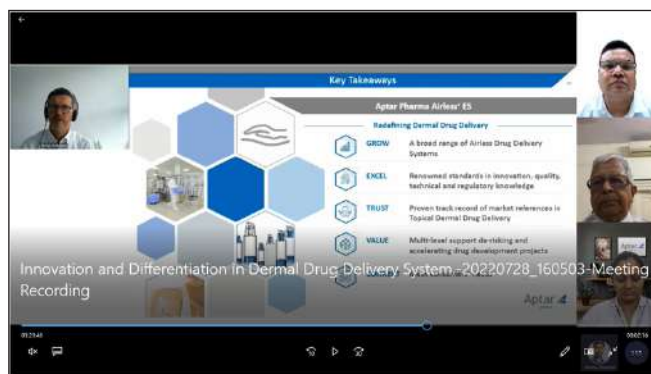 Key Takeaways
Aptar Pharma Airless+ ES
Redefining Dermal Drug Delivery
GROW A broad range of Airless Drug Delivery
Systems
EXCEL Renowned standards in innovation, quality,
technical and regulatory knowledge
TRUST Proven track record of market references in
Topical Dermal Drug Delivery
VALUE Multi-level support de-risking and
accelerating drug development projects
Innovation and Differentiation in Dermal Drug Delivery System -20220728_160503-Meeting
Recording
Aptar
Aptar